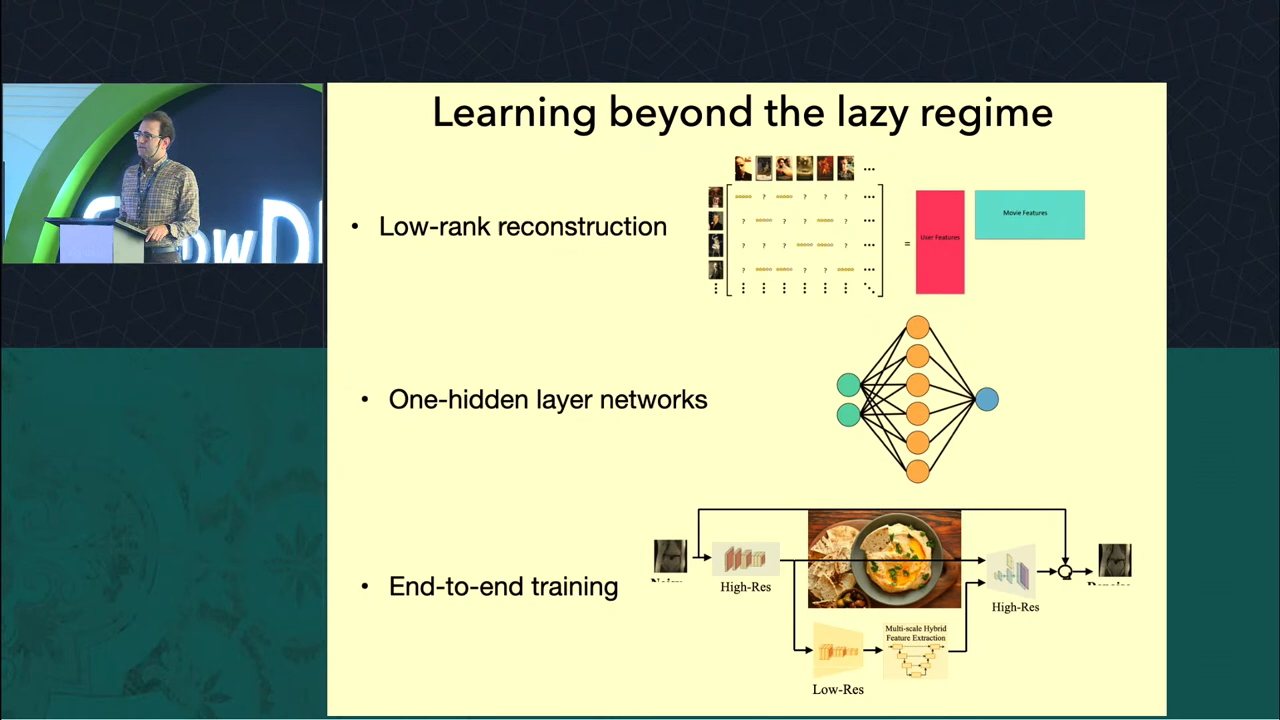 Learning beyond the lazy regime
• Low-rank reconstruction
User Features
=
Movie Features
• One-hidden layer networks
• End-to-end training
High-Res
High-Res
Multi-scale Hybrid
Feature Extraction
Low-Res